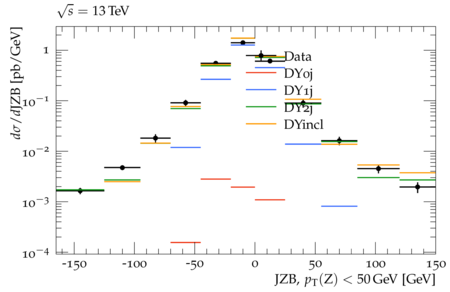 √s = 13 TeV
dσ/dJZB [pb/GeV]
1
10⁻¹
10⁻²
10⁻³
10⁻⁴
Data
DY0j
DY1j
DY2j
DYincl
-150 -100 -50 0 50 100 150
JZB, p_T(Z) < 50 GeV [GeV]